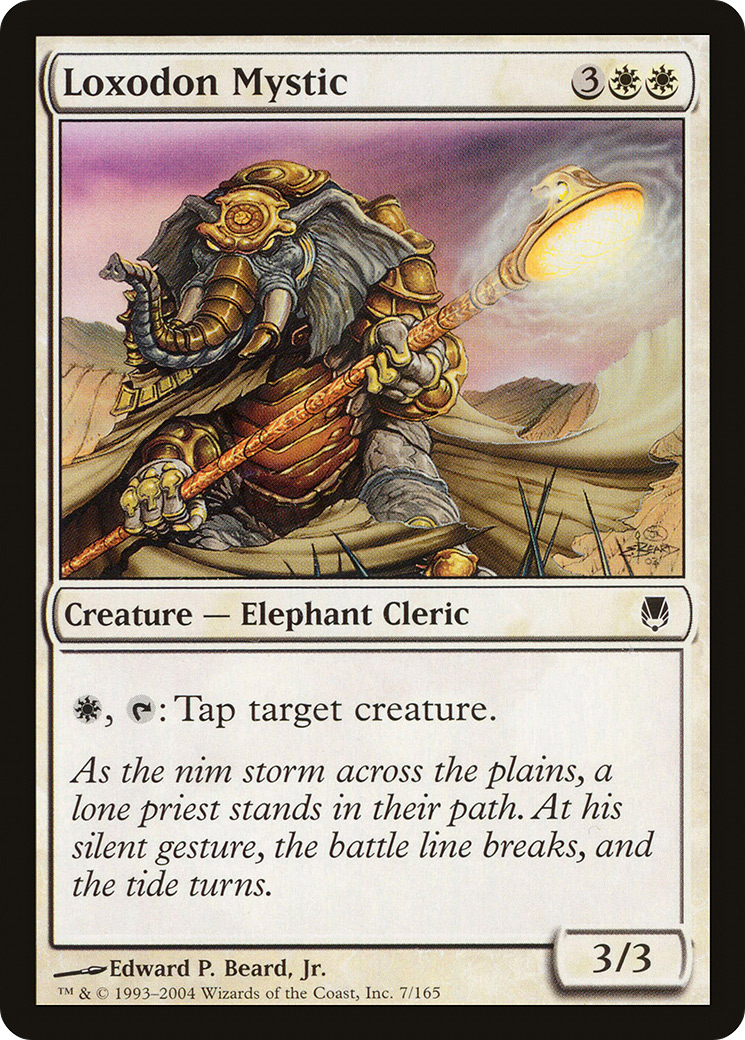 Loxodon Mystic 3
BEARD
Creature — Elephant Cleric
, : Tap target creature.
As the nim storm across the plains, a
lone priest stands in their path. At his
silent gesture, the battle line breaks, and
the tide turns.
3/3
Edward P. Beard, Jr.
™ & © 1993–2004 Wizards of the Coast, Inc. 7/165